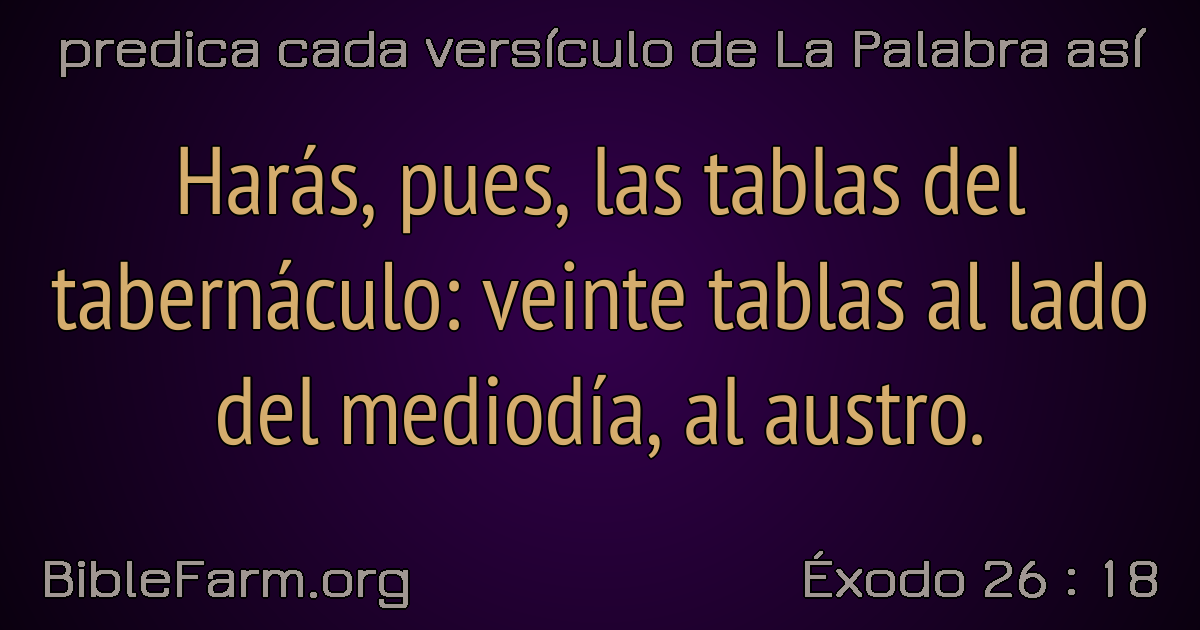 predica cada versículo de La Palabra así
Harás, pues, las tablas del
tabernáculo: veinte tablas al lado
del mediodía, al austro.
BibleFarm.org
Éxodo 26 : 18